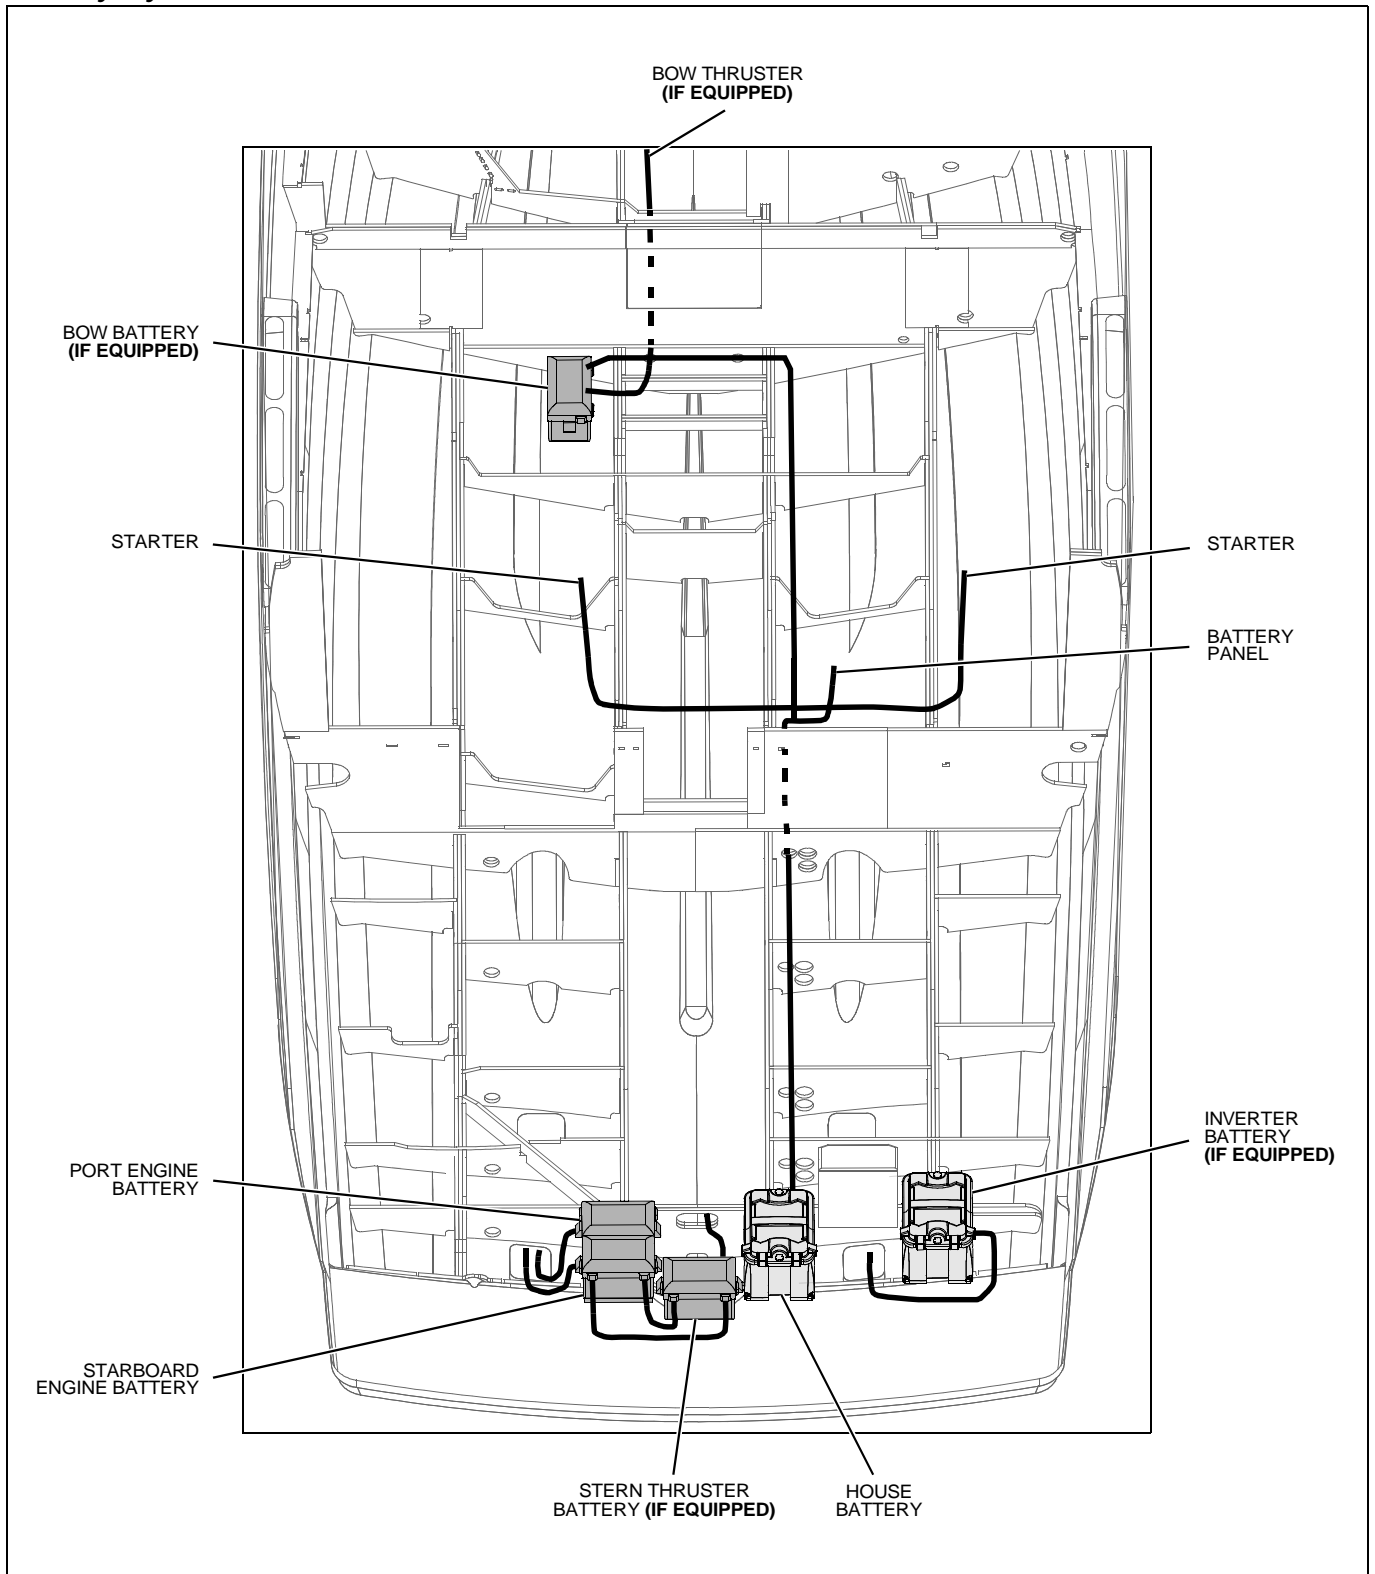 BOW THRUSTER
(IF EQUIPPED)
BOW BATTERY
(IF EQUIPPED)
STARTER
STARTER
BATTERY
PANEL
INVERTER
BATTERY
(IF EQUIPPED)
PORT ENGINE
BATTERY
STARBOARD
ENGINE BATTERY
STERN THRUSTER
BATTERY (IF EQUIPPED)
HOUSE
BATTERY